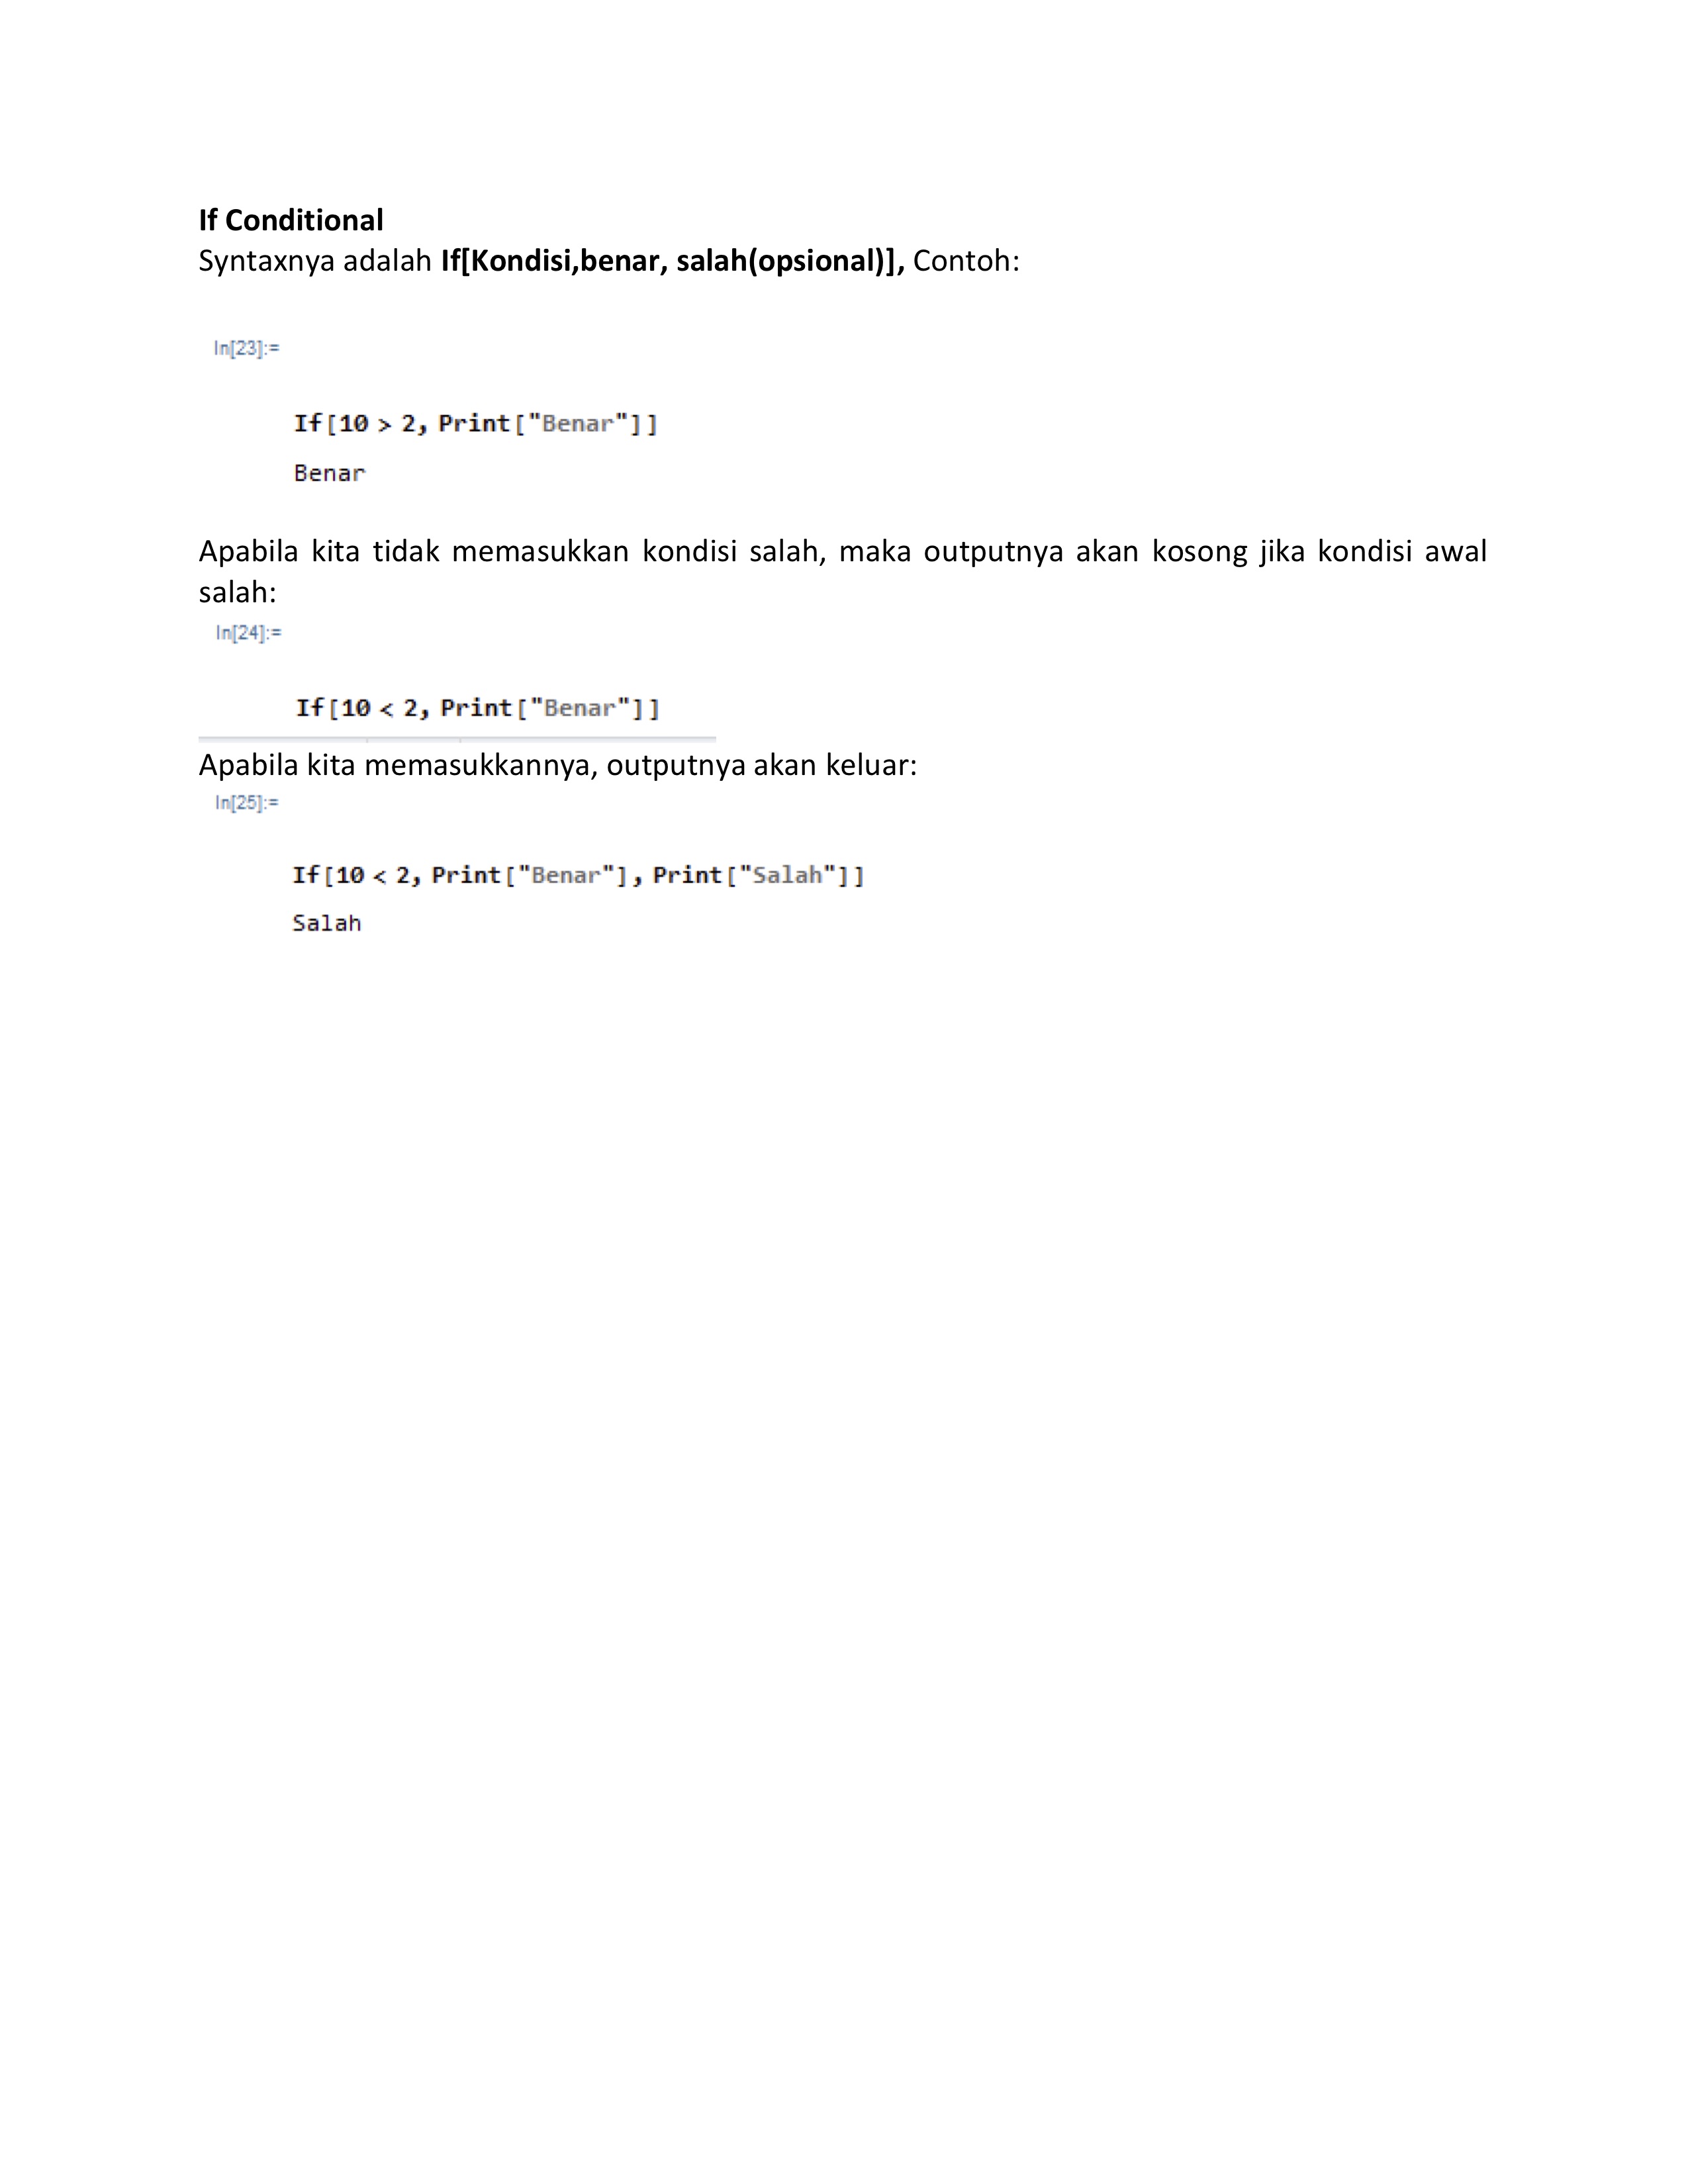 If Conditional
Syntaxnya adalah If[Kondisi,benar, salah(opsional)], Contoh:
In[23]:=
If[10 > 2, Print["Benar"]]
Benar
Apabila kita tidak memasukkan kondisi salah, maka outputnya akan kosong jika kondisi awal
salah:
In[24]:=
If[10 < 2, Print["Benar"]]
Apabila kita memasukkannya, outputnya akan keluar:
In[25]:=
If[10 < 2, Print["Benar"], Print["Salah"]]
Salah